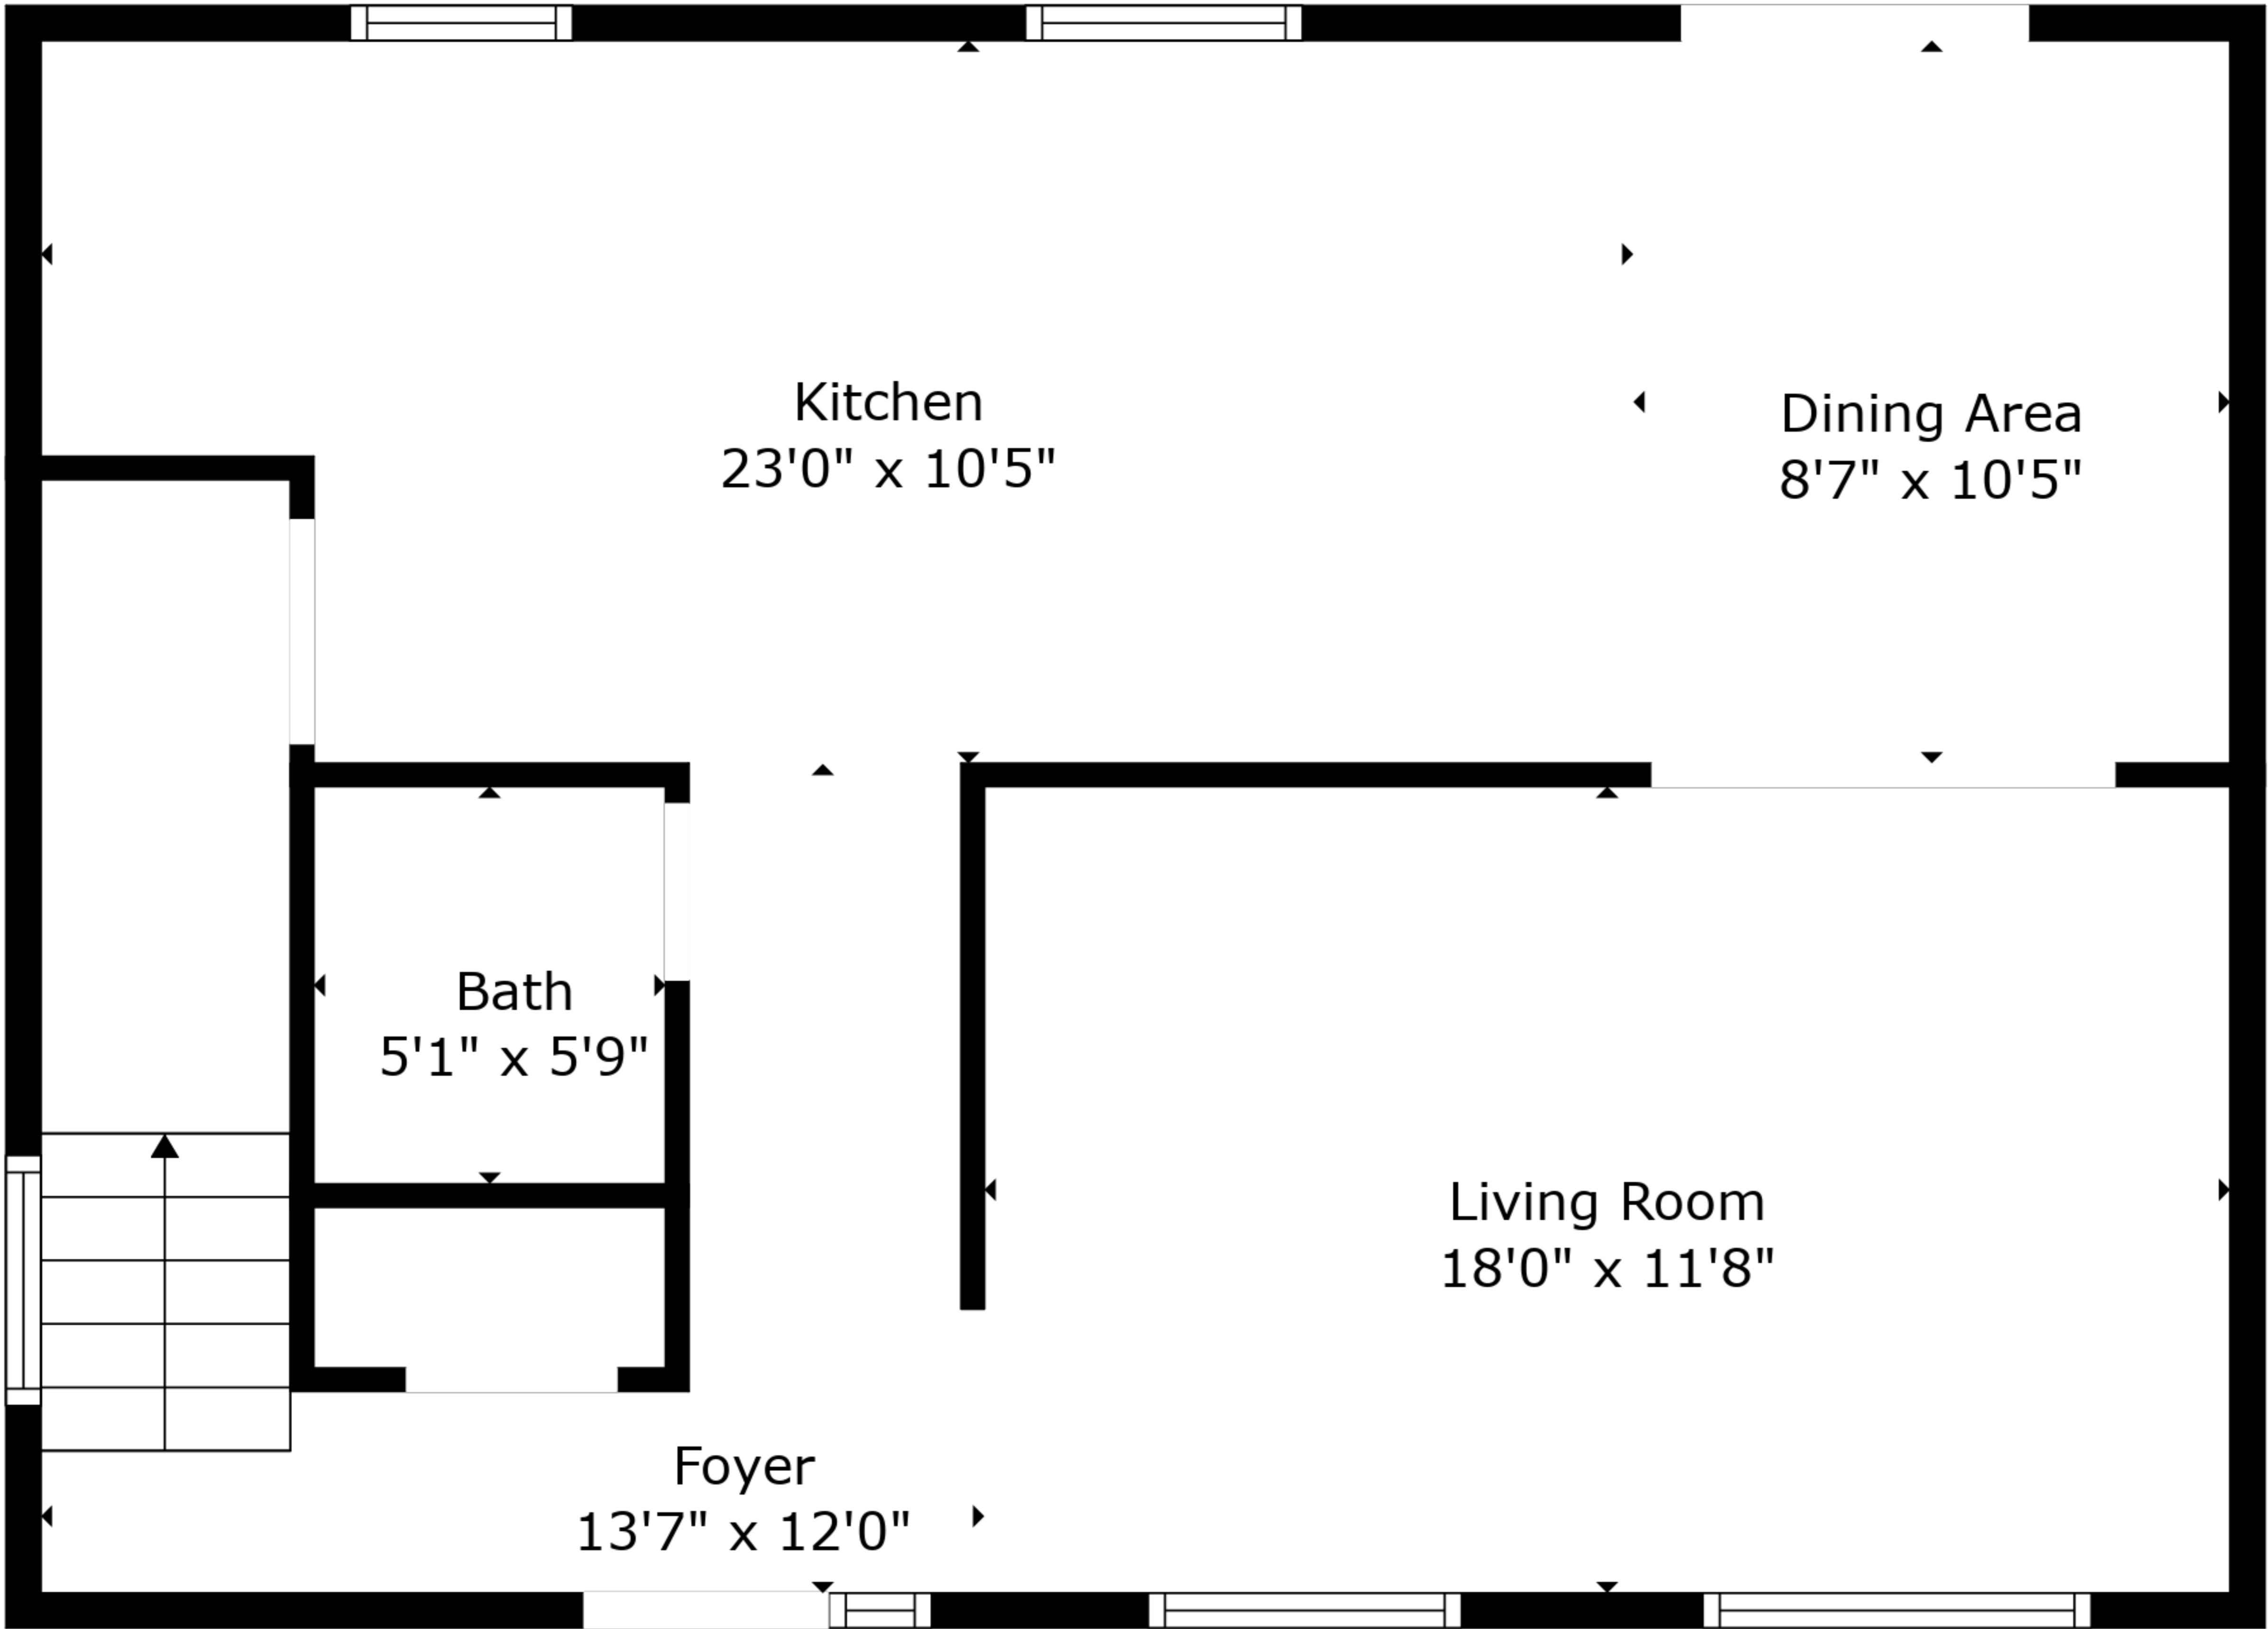 Kitchen
23'0" x 10'5"
Dining Area
8'7" x 10'5"
Bath
5'1" x 5'9"
Living Room
18'0" x 11'8"
Foyer
13'7" x 12'0"